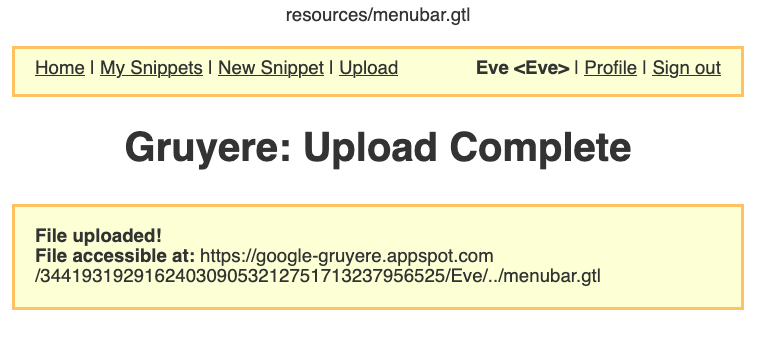 resources/menubar.gtl
Home | My Snippets | New Snippet | Upload Eve <Eve> | Profile | Sign out
Gruyere: Upload Complete
File uploaded!
File accessible at: https://google-gruyere.appspot.com
/344193192916240309053212751713237956525/Eve/../menubar.gtl